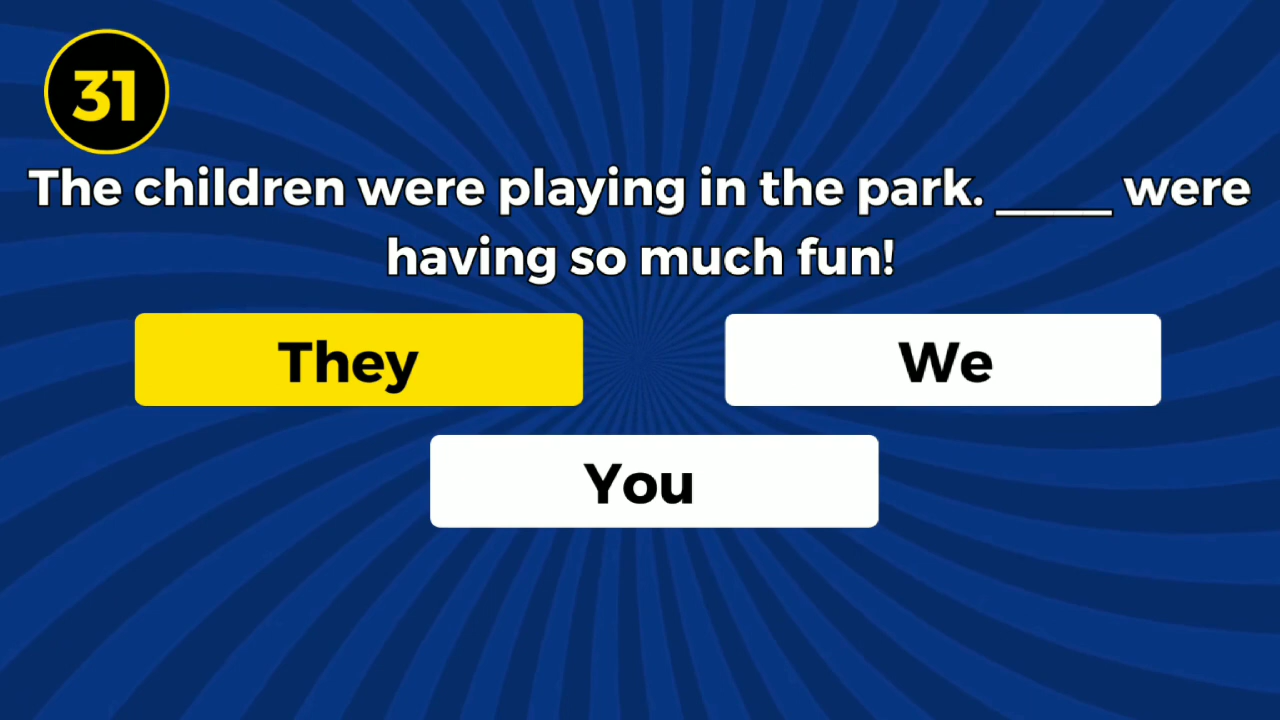 31
The children were playing in the park. _____ were
having so much fun!
They
We
You